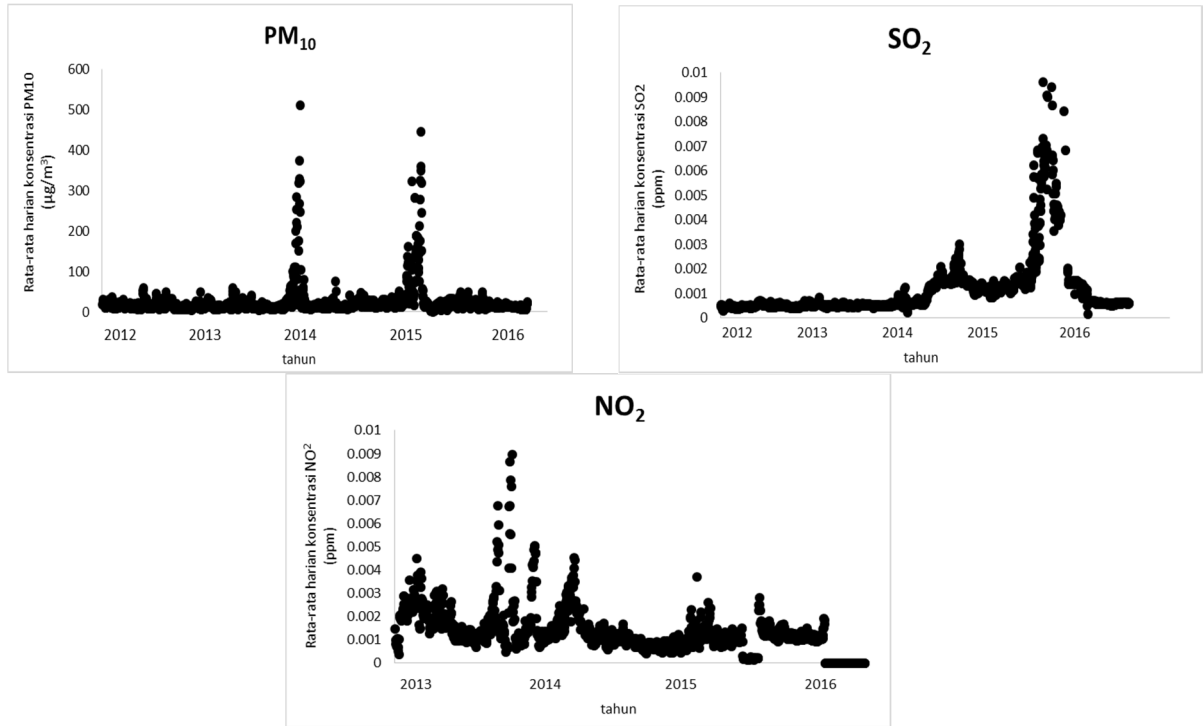 PM10
Rata-rata harian konsentrasi PM10
(µg/m³)
600
500
400
300
200
100
0
2012 2013 2014 2015 2016
tahun
SO2
Rata-rata harian konsentrasi SO2
(ppm)
0.01
0.009
0.008
0.007
0.006
0.005
0.004
0.003
0.002
0.001
0
2012 2013 2014 2015 2016
tahun
NO2
Rata-rata harian konsentrasi NO²
(ppm)
0.01
0.009
0.008
0.007
0.006
0.005
0.004
0.003
0.002
0.001
0
2013 2014 2015 2016
tahun